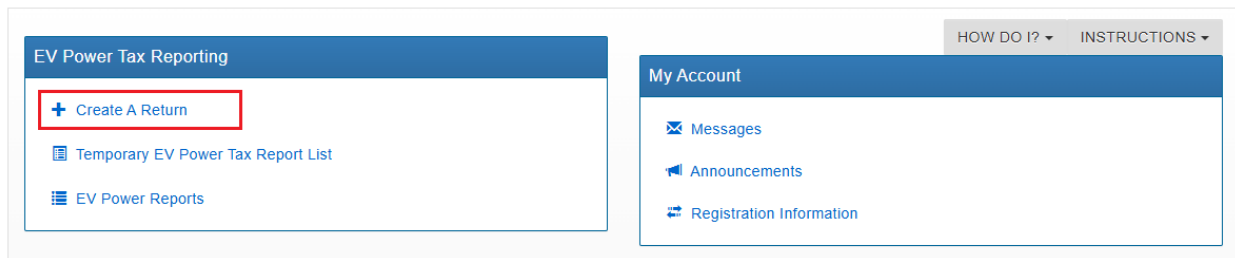 HOW DO I? INSTRUCTIONS
EV Power Tax Reporting
Create A Return
Temporary EV Power Tax Report List
EV Power Reports
My Account
Messages
Announcements
Registration Information